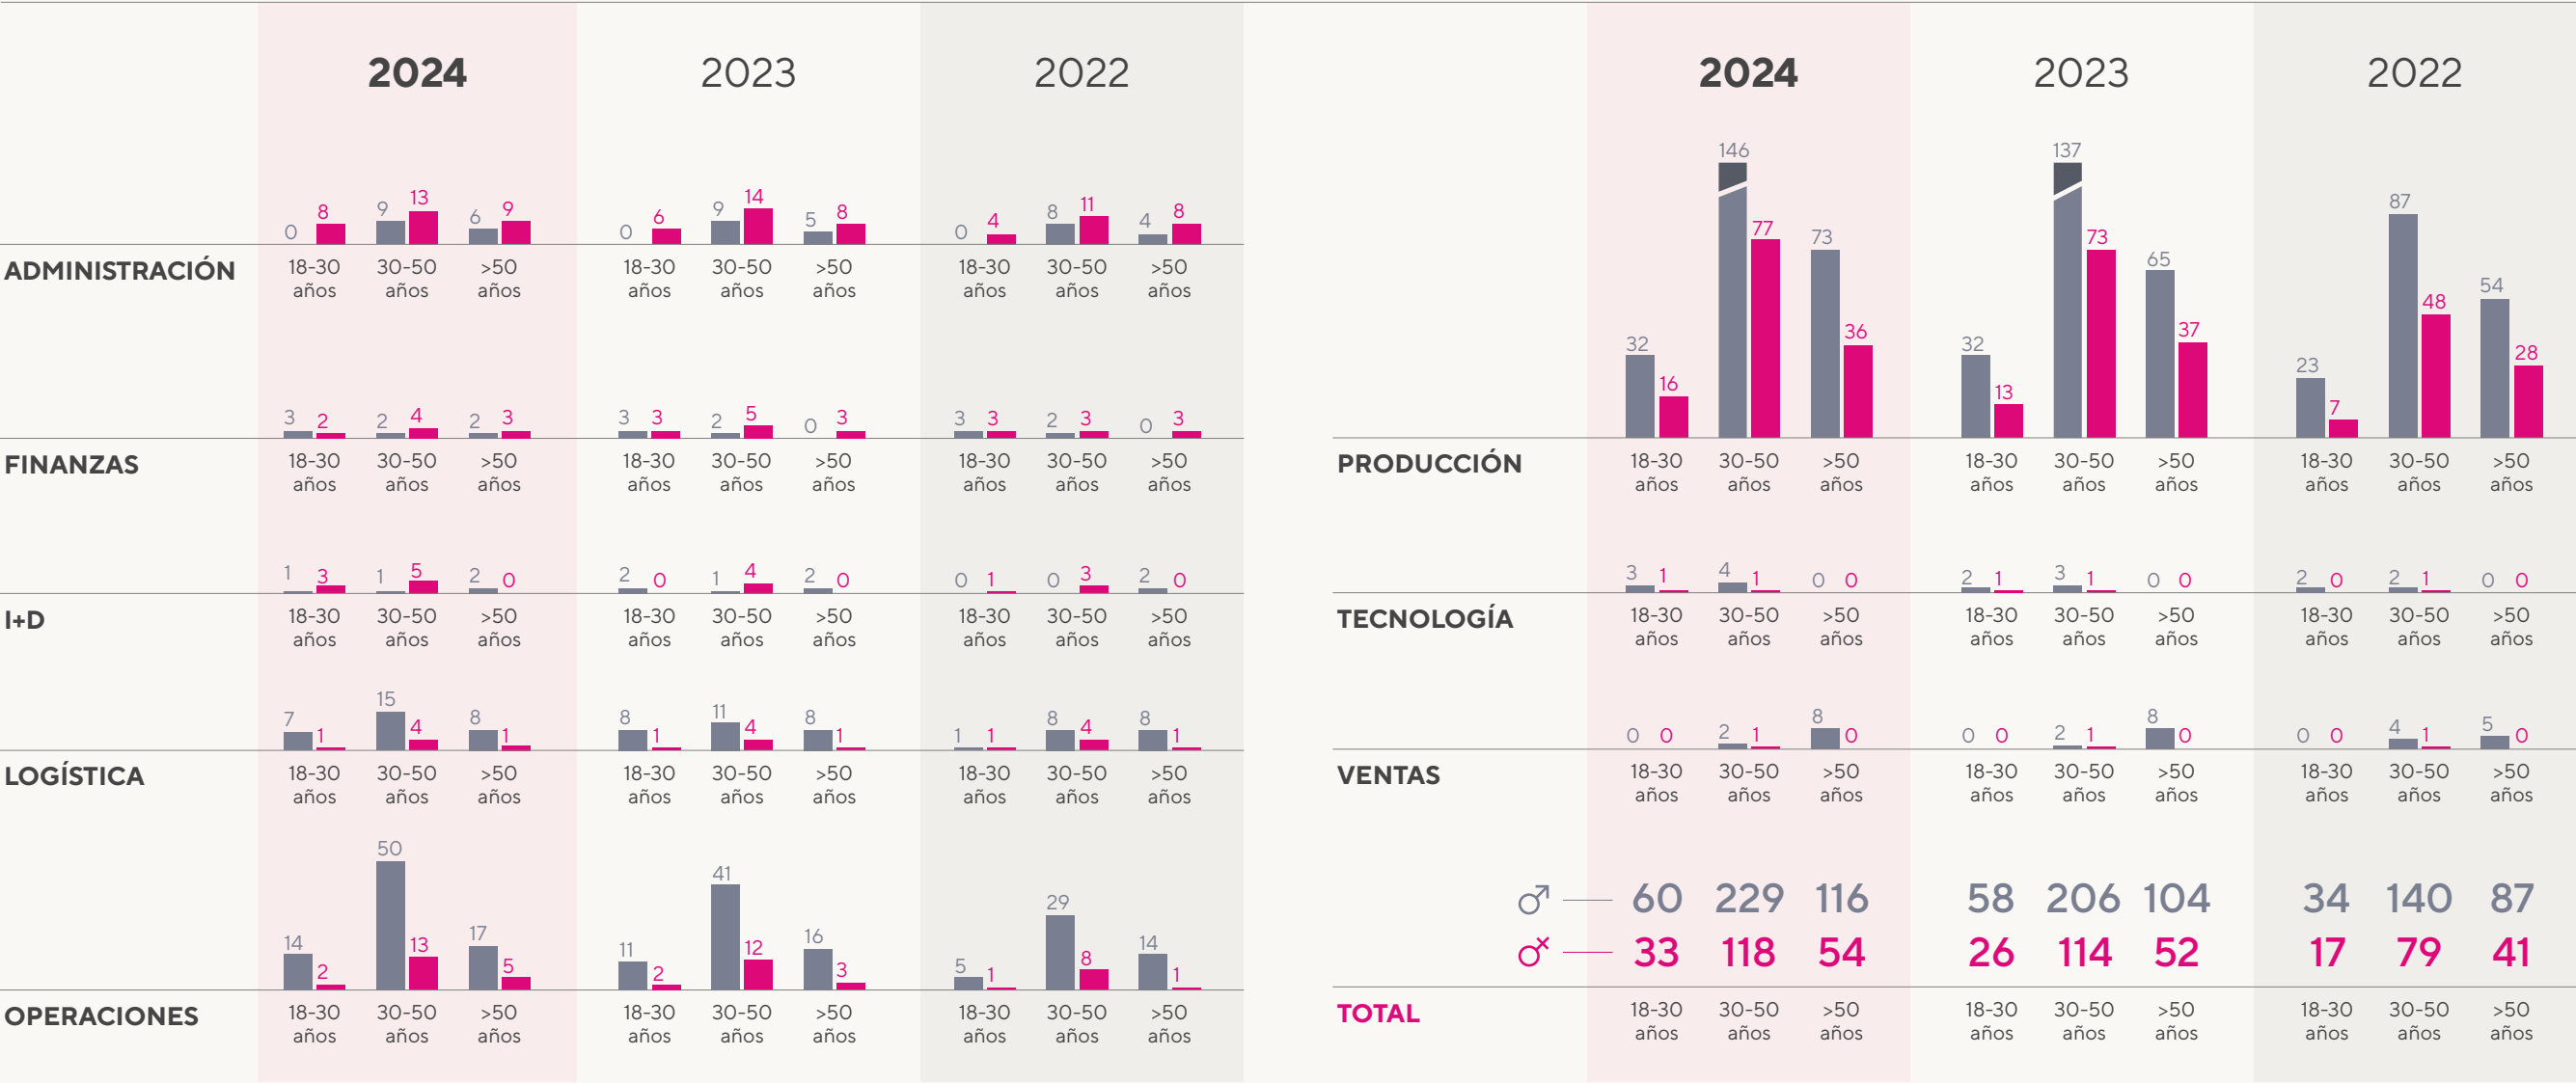 2024 2023 2022
0 8 9 13 6 9 0 6 9 14 5 8 0 4 8 11 4 8
ADMINISTRACIÓN 18-30 30-50 >50 18-30 30-50 >50 18-30 30-50 >50
años años años años años años años años años
3 2 2 4 2 3 3 3 2 5 0 3 3 3 2 3 0 3
FINANZAS 18-30 30-50 >50 18-30 30-50 >50 18-30 30-50 >50
años años años años años años años años años
1 3 1 5 2 0 2 0 1 4 2 0 0 1 0 3 2 0
I+D 18-30 30-50 >50 18-30 30-50 >50 18-30 30-50 >50
años años años años años años años años años
7 1 15 4 8 1 8 1 11 4 8 1 1 1 8 4 8 1
LOGÍSTICA 18-30 30-50 >50 18-30 30-50 >50 18-30 30-50 >50
años años años años años años años años años
14 2 50 13 17 5 11 2 41 12 16 3 5 1 29 8 14 1
OPERACIONES 18-30 30-50 >50 18-30 30-50 >50 18-30 30-50 >50
años años años años años años años años años
2024 2023 2022
32 16 146 77 73 36 32 13 137 73 65 37 23 7 87 48 54 28
PRODUCCIÓN 18-30 30-50 >50 18-30 30-50 >50 18-30 30-50 >50
años años años años años años años años años
3 1 4 1 0 0 2 1 3 1 0 0 2 0 2 1 0 0
TECNOLOGÍA 18-30 30-50 >50 18-30 30-50 >50 18-30 30-50 >50
años años años años años años años años años
0 0 2 1 8 0 0 0 2 1 8 0 0 0 4 1 5 0
VENTAS 18-30 30-50 >50 18-30 30-50 >50 18-30 30-50 >50
años años años años años años años años años
60 229 116 58 206 104 34 140 87
33 118 54 26 114 52 17 79 41
TOTAL 18-30 30-50 >50 18-30 30-50 >50 18-30 30-50 >50
años años años años años años años años años